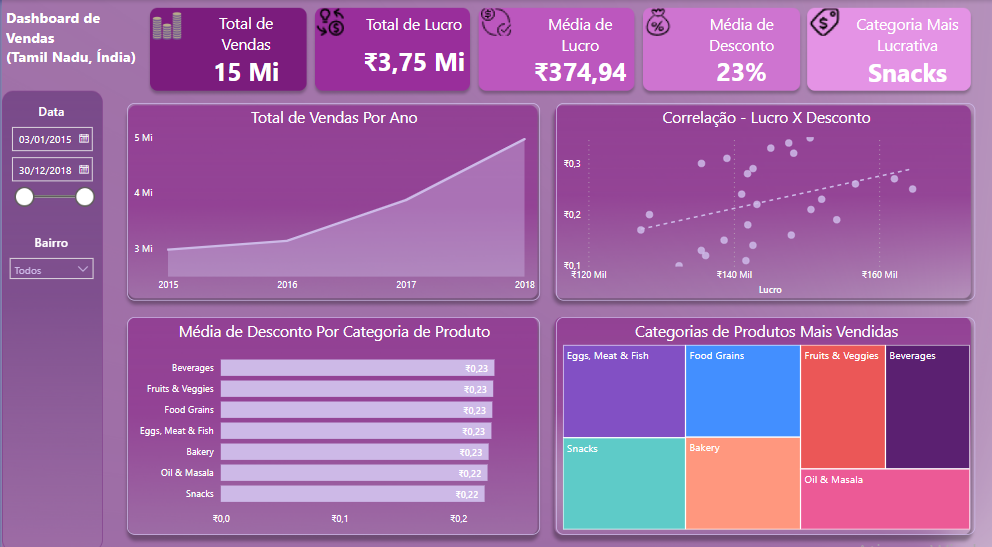 Dashboard de
Vendas
(Tamil Nadu, Índia)
Total de
Vendas
15 Mi
Total de Lucro
₹3,75 Mi
Média de
Lucro
₹374,94
Média de
Desconto
23%
Categoria Mais
Lucrativa
Snacks
Data
03/01/2015
30/12/2018
Bairro
Todos
Total de Vendas Por Ano
5 Mi
4 Mi
3 Mi
2015
2016
2017
2018
Correlação - Lucro X Desconto
₹0,3
₹0,2
₹0,1
₹120 Mil
₹140 Mil
₹160 Mil
Lucro
Média de Desconto Por Categoria de Produto
Beverages ₹0,23
Fruits & Veggies ₹0,23
Food Grains ₹0,23
Eggs, Meat & Fish ₹0,23
Bakery ₹0,23
Oil & Masala ₹0,22
Snacks ₹0,22
₹0,0
₹0,1
₹0,2
Categorias de Produtos Mais Vendidas
Eggs, Meat & Fish
Food Grains
Fruits & Veggies
Beverages
Snacks
Bakery
Oil & Masala